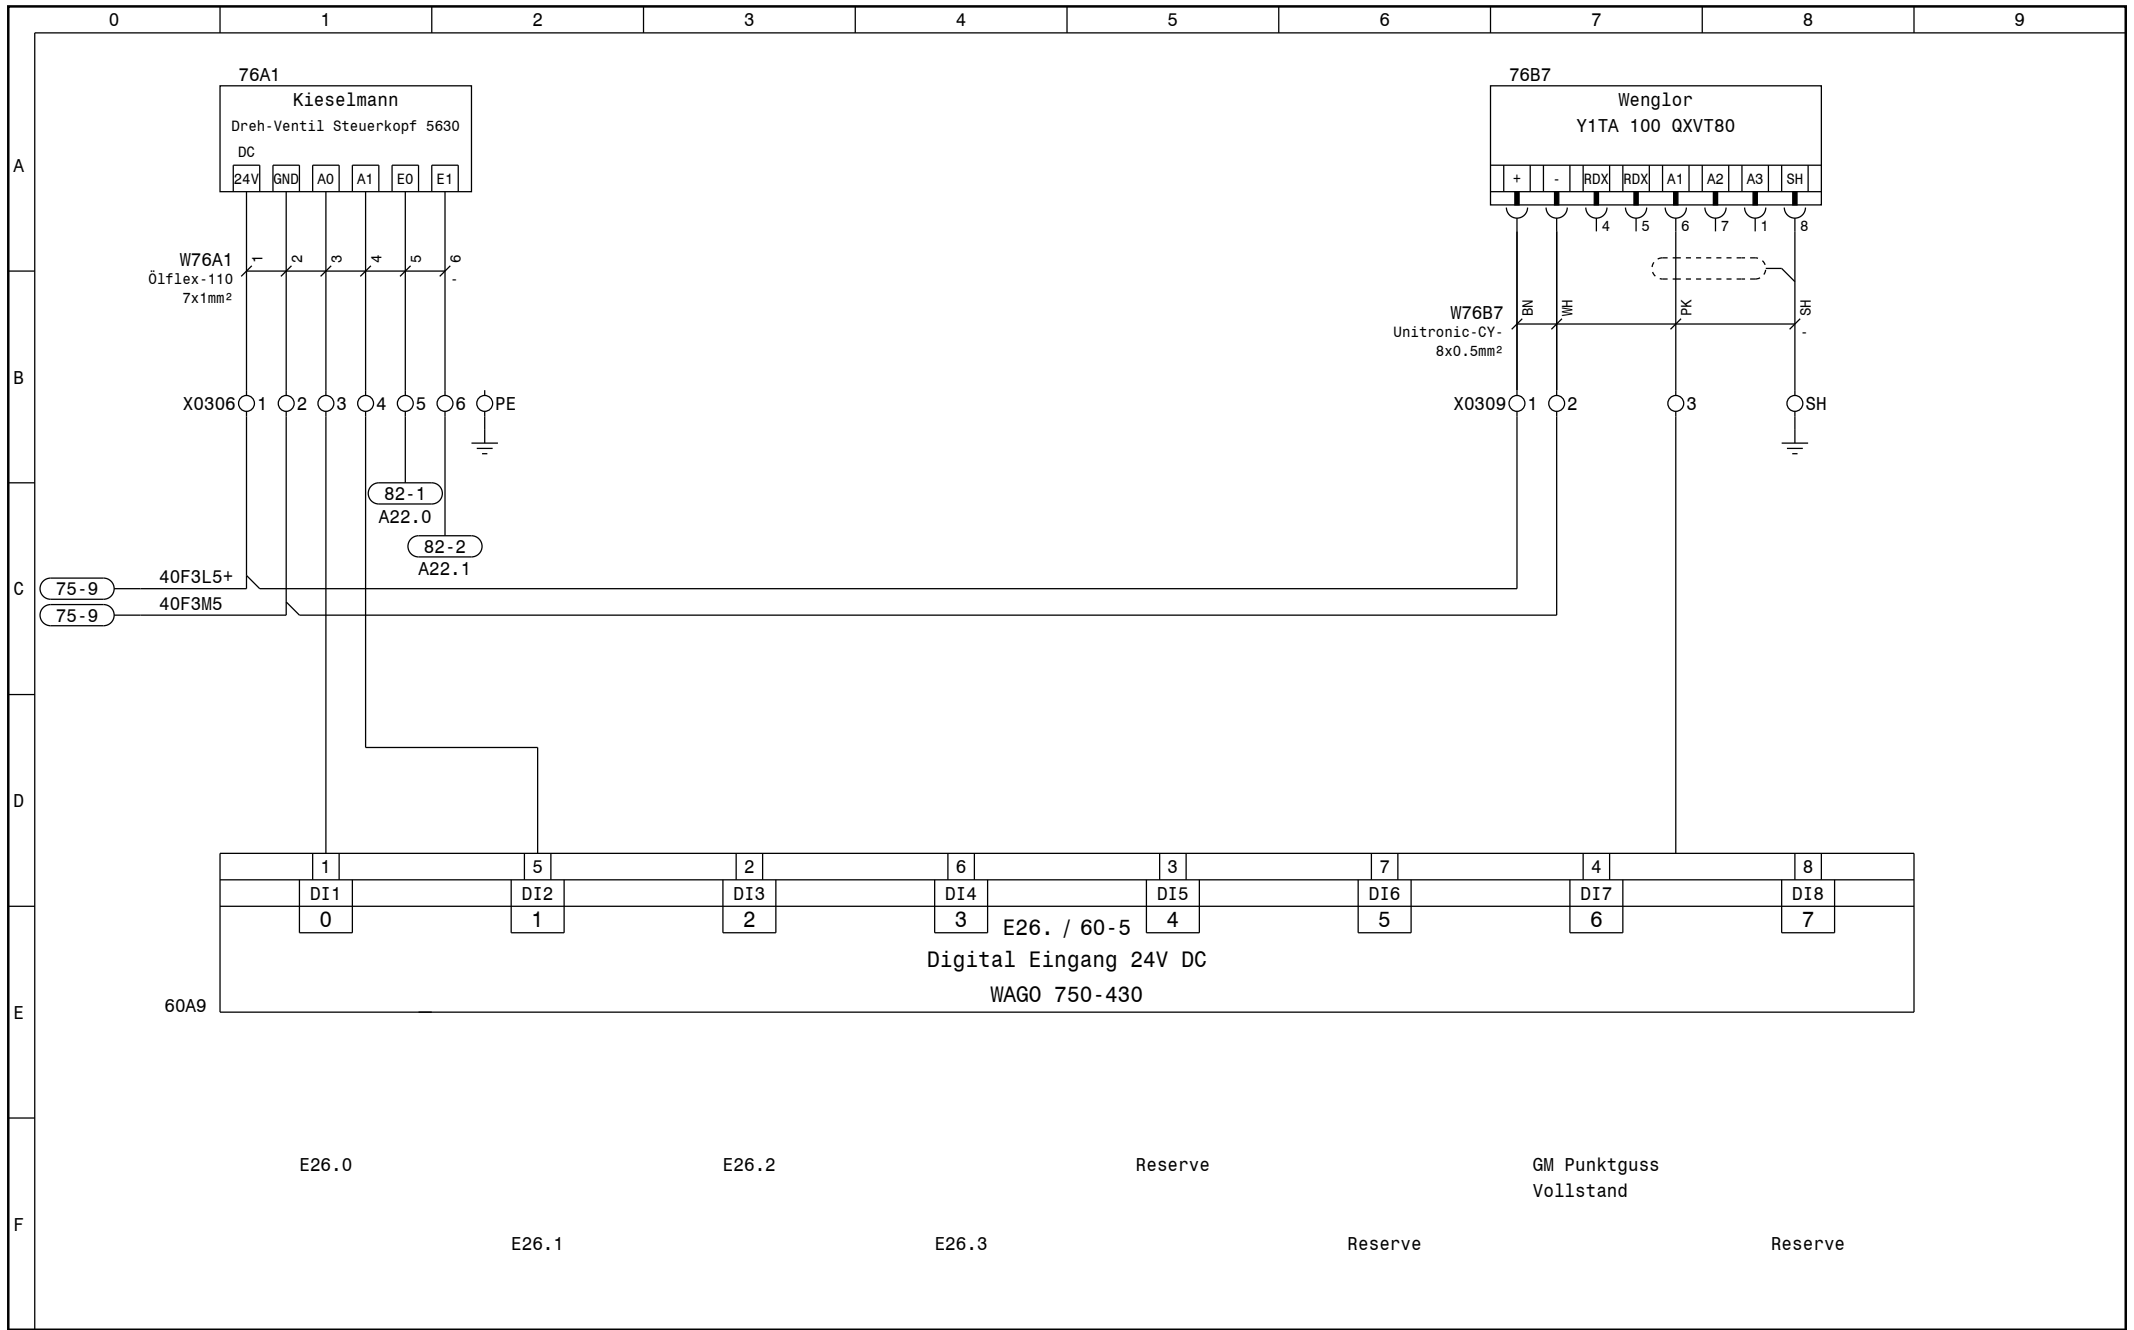 0 1 2 3 4 5 6 7 8 9
76A1 76B7
Kieselmann
Dreh-Ventil Steuerkopf 5630
DC
24V GND A0 A1 E0 E1
Wenglor
Y1TA 100 QXVT80
+ - RDX RDX A1 A2 A3 SH
4 5 6 7 1 8
A
W76A1
Ölflex-110
7x1mm²
1 2 3 4 5 6
-
W76B7
Unitronic-CY-
8x0.5mm²
BN WH PK SH
-
B
X0306 1 2 3 4 5 6 PE
X0309 1 2 3 SH
82-1
A22.0
82-2
A22.1
C
75-9 40F3L5+
75-9 40F3M5
D
1 5 2 6 3 7 4 8
DI1 DI2 DI3 DI4 DI5 DI6 DI7 DI8
0 1 2 3 4 5 6 7
E26. / 60-5
Digital Eingang 24V DC
WAGO 750-430
60A9
E
E26.0 E26.2 Reserve GM Punktguss
Vollstand
F
E26.1 E26.3 Reserve Reserve